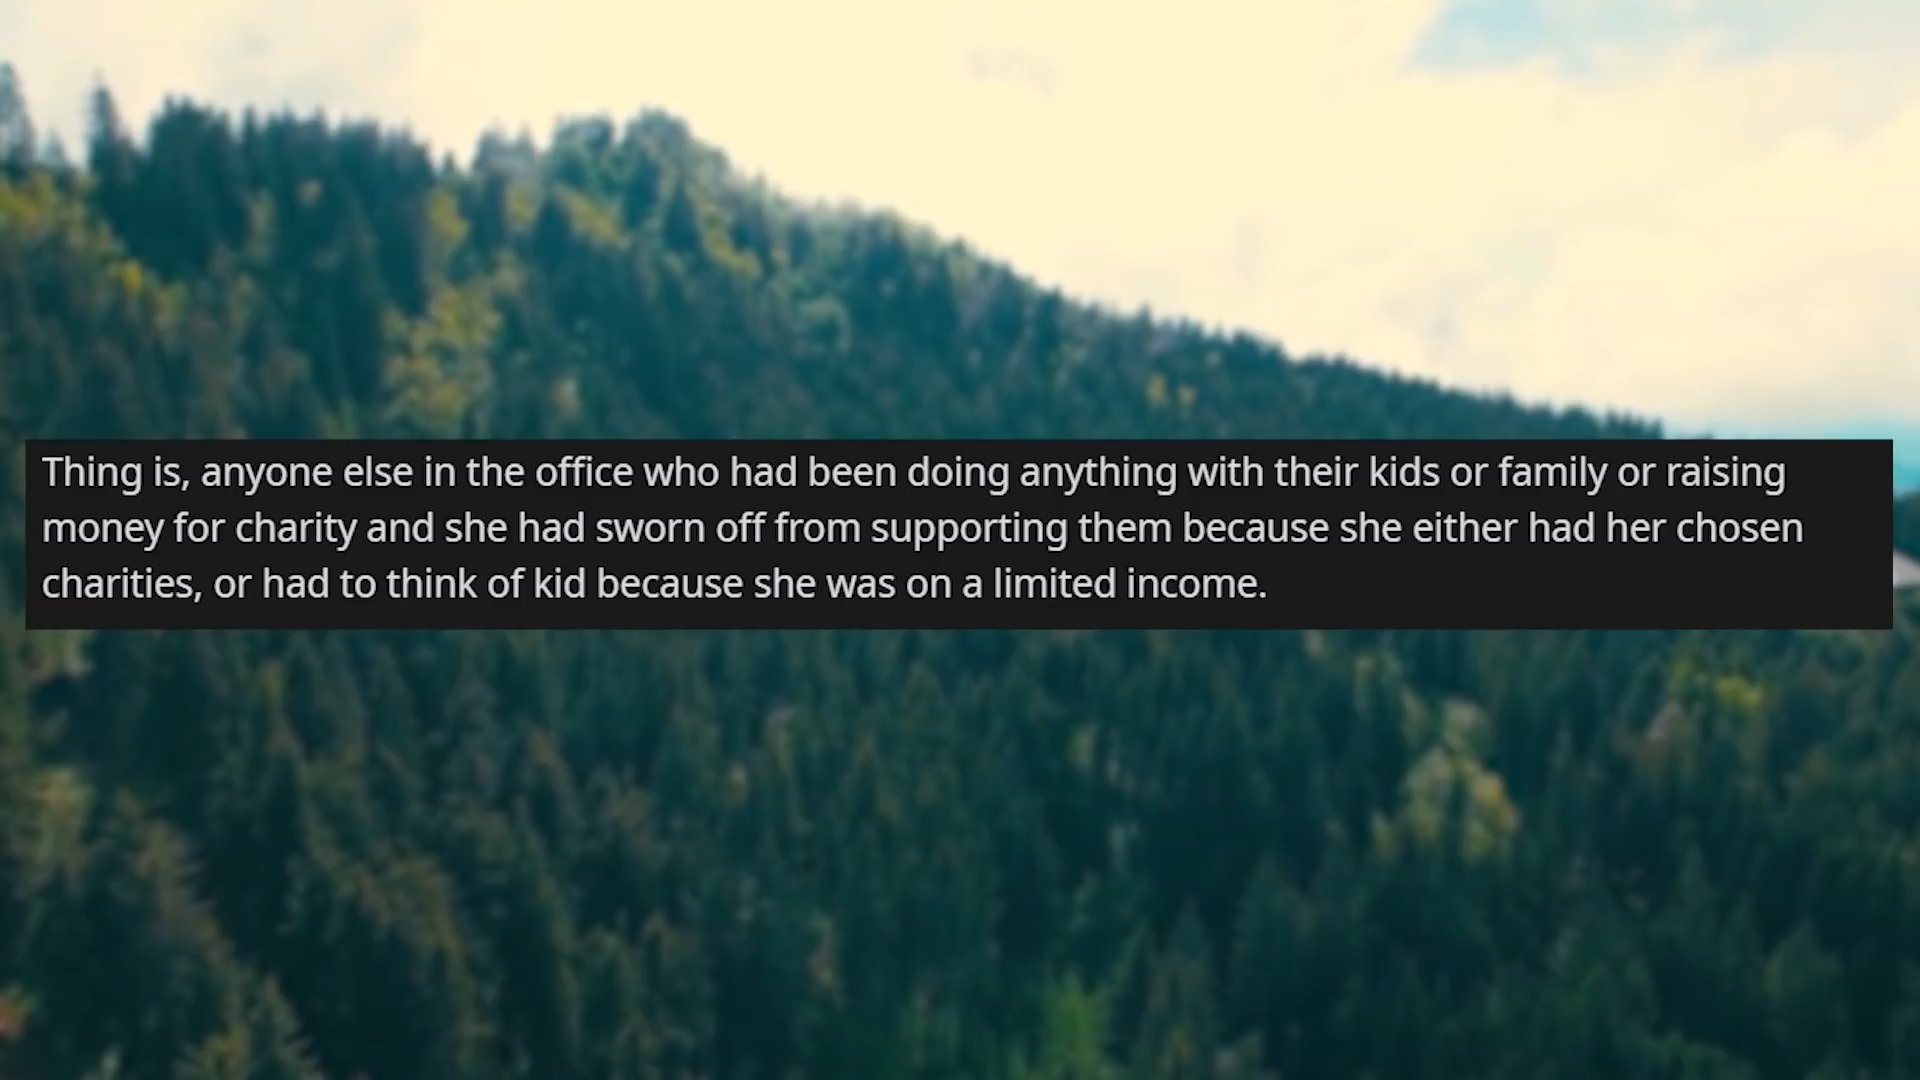 Thing is, anyone else in the office who had been doing anything with their kids or family or raising
money for charity and she had sworn off from supporting them because she either had her chosen
charities, or had to think of kid because she was on a limited income.